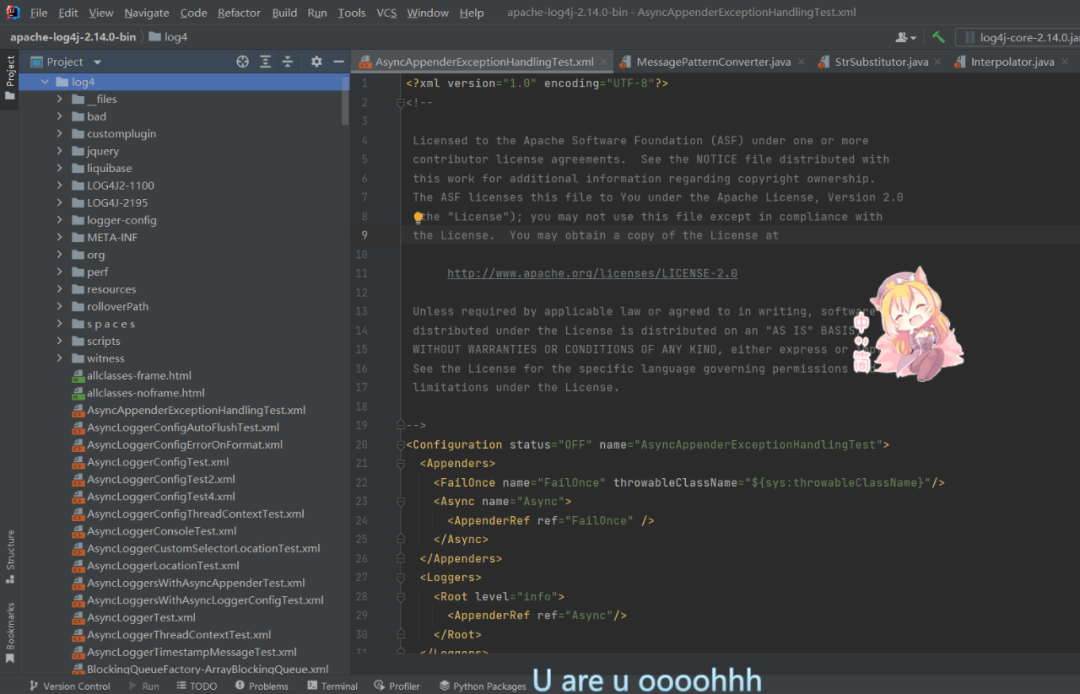 File Edit View Navigate Code Refactor Build Run Tools VCS Window Help apache-log4j-2.14.0-bin - AsyncAppenderExceptionHandlingTest.xml
apache-log4j-2.14.0-bin log4j log4j-core-2.14.0.jar
Project
Project
AsyncAppenderExceptionHandlingTest.xml MessagePatternConverter.java StrSubstitutor.java Interpolator.java
log4
__files
bad
customplugin
jquery
liquibase
LOG4J2-1100
LOG4J-2195
logger-config
META-INF
org
perf
resources
rolloverPath
s p a c e s
scripts
witness
allclasses-frame.html
allclasses-noframe.html
AsyncAppenderExceptionHandlingTest.xml
AsyncLoggerConfigAutoFlushTest.xml
AsyncLoggerConfigErrorOnFormat.xml
AsyncLoggerConfigTest.xml
AsyncLoggerConfigTest2.xml
AsyncLoggerConfigTest4.xml
AsyncLoggerConfigThreadContextTest.xml
AsyncLoggerConsoleTest.xml
AsyncLoggerCustomSelectorLocationTest.xml
AsyncLoggerLocationTest.xml
AsyncLoggersWithAsyncAppenderTest.xml
AsyncLoggersWithAsyncLoggerConfigTest.xml
AsyncLoggerTest.xml
AsyncLoggerThreadContextTest.xml
AsyncLoggerTimestampMessageTest.xml
BlockingQueueFactory-ArrayBlockingQueue.xml
Structure
Bookmarks
1 <?xml version="1.0" encoding="UTF-8"?>
2 <!--
3
4 Licensed to the Apache Software Foundation (ASF) under one or more
5 contributor license agreements.  See the NOTICE file distributed with
6 this work for additional information regarding copyright ownership.
7 The ASF licenses this file to You under the Apache License, Version 2.0
8 the "License"); you may not use this file except in compliance with
9 the License.  You may obtain a copy of the License at
10
11 http://www.apache.org/licenses/LICENSE-2.0
12
13 Unless required by applicable law or agreed to in writing, software
14 distributed under the License is distributed on an "AS IS" BASIS
15 WITHOUT WARRANTIES OR CONDITIONS OF ANY KIND, either express or
16 See the License for the specific language governing permissions
17 limitations under the License.
18
19 -->
20 <Configuration status="OFF" name="AsyncAppenderExceptionHandlingTest">
21 <Appenders>
22 <FailOnce name="FailOnce" throwableClassName="${sys:throwableClassName}"/>
23 <Async name="Async">
24 <AppenderRef ref="FailOnce" />
25 </Async>
26 </Appenders>
27 <Loggers>
28 <Root level="info">
29 <AppenderRef ref="Async"/>
30 </Root>
31 </Loggers>
中
简
Version Control Run TODO Problems Terminal Profiler Python Packages
U are u oooohhh